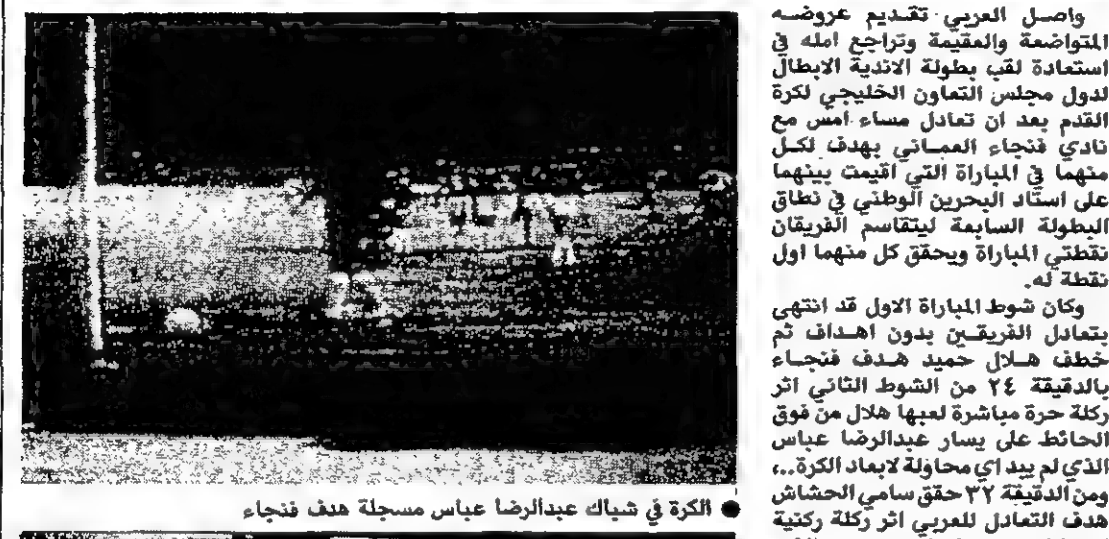 واصل العربي تقديم عروضه
المتواضعة والعقيمة وتراجع امله في
استعادة لقب بطولة الاندية الابطال
لدول مجلس التعاون الخليجي لكرة
القدم بعد ان تعادل مساء امس مع
نادي فنجاء العماني بهدف لكل
منهما في المباراة التي اقيمت بينهما
على استاد البحرين الوطني في نطاق
البطولة السابعة ليتقاسم الفريقان
نقطتي المباراة ويحقق كل منهما اول
نقطة له.
وكان شوط المباراة الاول قد انتهى
بتعادل الفريقين بدون اهداف ثم
خطف هلال حميد هدف فنجاء
بالدقيقة ٢٤ من الشوط الثاني اثر
ركلة حرة مباشرة لعبها هلال من فوق
الحائط على يسار عبدالرضا عباس
الذي لم يبد اي محاولة لابعاد الكرة..،
ومن الدقيقة ٣٢ حقق سامي الحشاش
هدف التعادل للعربي اثر ركلة ركنية
● الكرة في شباك عبدالرضا عباس مسجلة هدف فنجاء